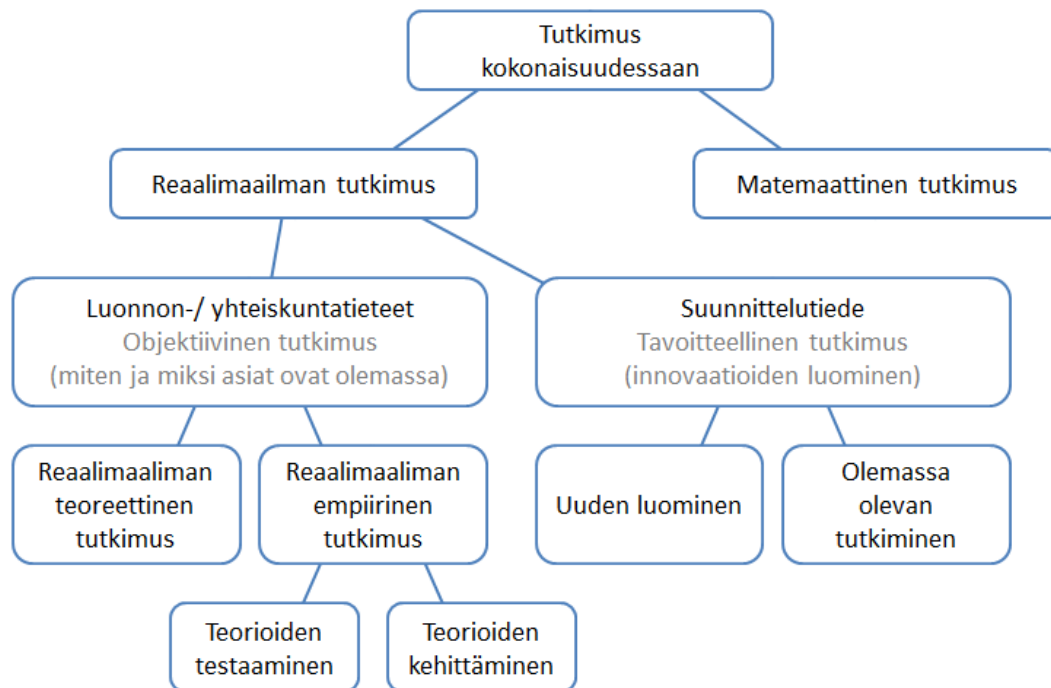 Tutkimus
kokonaisuudessaan
Reaalimaailman tutkimus
Matemaattinen tutkimus
Luonnon-/ yhteiskuntatieteet
Objektiivinen tutkimus
(miten ja miksi asiat ovat olemassa)
Suunnittelutiede
Tavoitteellinen tutkimus
(innovaatioiden luominen)
Reaalimaaliman
teoreettinen
tutkimus
Reaalimaaliman
empiirinen
tutkimus
Uuden luominen
Olemassa
olevan
tutkiminen
Teorioiden
testaaminen
Teorioiden
kehittäminen